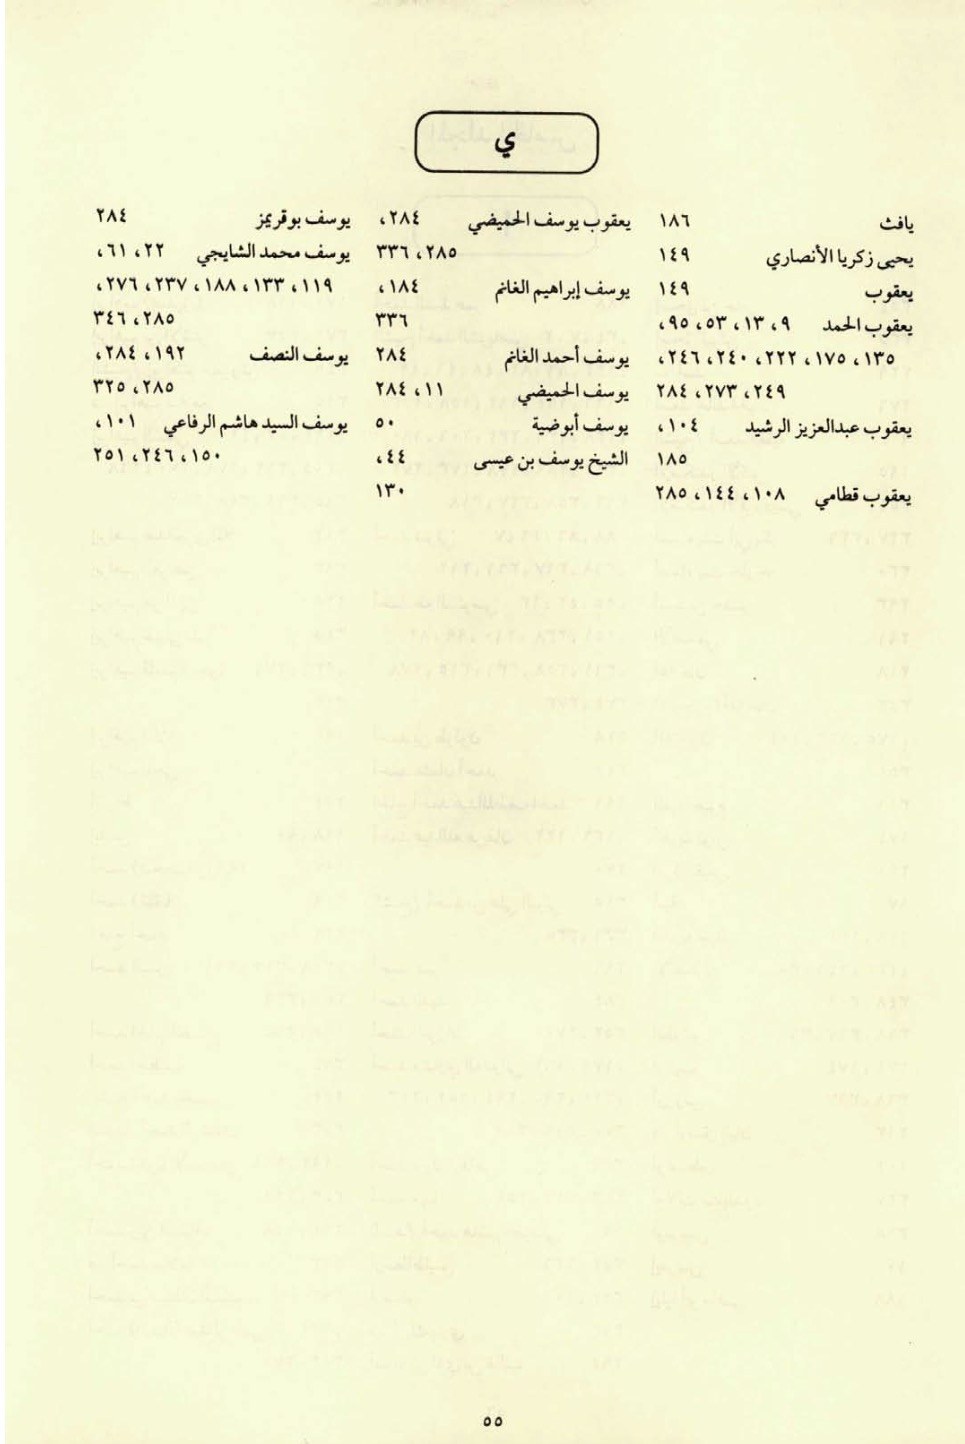 ي
يافث ١٨٦
يحيى زكريا الأنصاري ١٤٩
يعقوب ١٤٩
يعقوب الحمد ٩، ١٣، ٥٣، ٩٥،
١٣٥، ١٧٥، ٢٢٢، ٢٤٠، ٢٤٦،
٢٤٩، ٢٧٣، ٢٨٤
يعقوب عبدالعزيز الرشيد ١٠٤،
١٨٥
يعقوب قطامي ١٠٨، ١٤٤، ٢٨٥
يعقوب يوسف الحميضي ٢٨٤،
٢٨٥، ٣٣٦
يوسف إبراهيم الغانم ١٨٤،
٣٣٦
يوسف أحمد الغانم ٢٨٤
يوسف الحميضي ١١، ٢٨٤
يوسف أبوضية ٥٠
الشيخ يوسف بن عيسى ٤٤،
١٣٠
يوسف بوقريمز ٢٨٤
يوسف محمد الشايجي ٢٢، ٦١،
١١٩، ١٣٣، ١٨٨، ٢٣٧، ٢٧٦،
٢٨٥، ٣٤٦
يوسف النصف ١٩٢، ٢٨٤،
٢٨٥، ٣٢٥
يوسف السيد هاشم الرفاعي ١٠١،
١٥٠، ٢٤٦، ٢٥١
٥٥